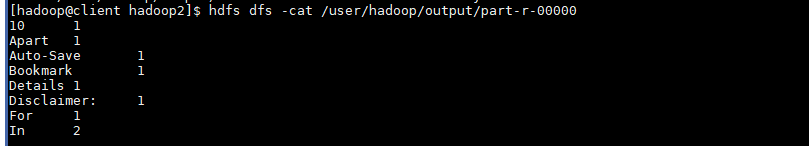 [hadoop@client hadoop2]$ hdfs dfs -cat /user/hadoop/output/part-r-00000
10 1
Apart 1
Auto-Save 1
Bookmark 1
Details 1
Disclaimer: 1
For 1
In 2